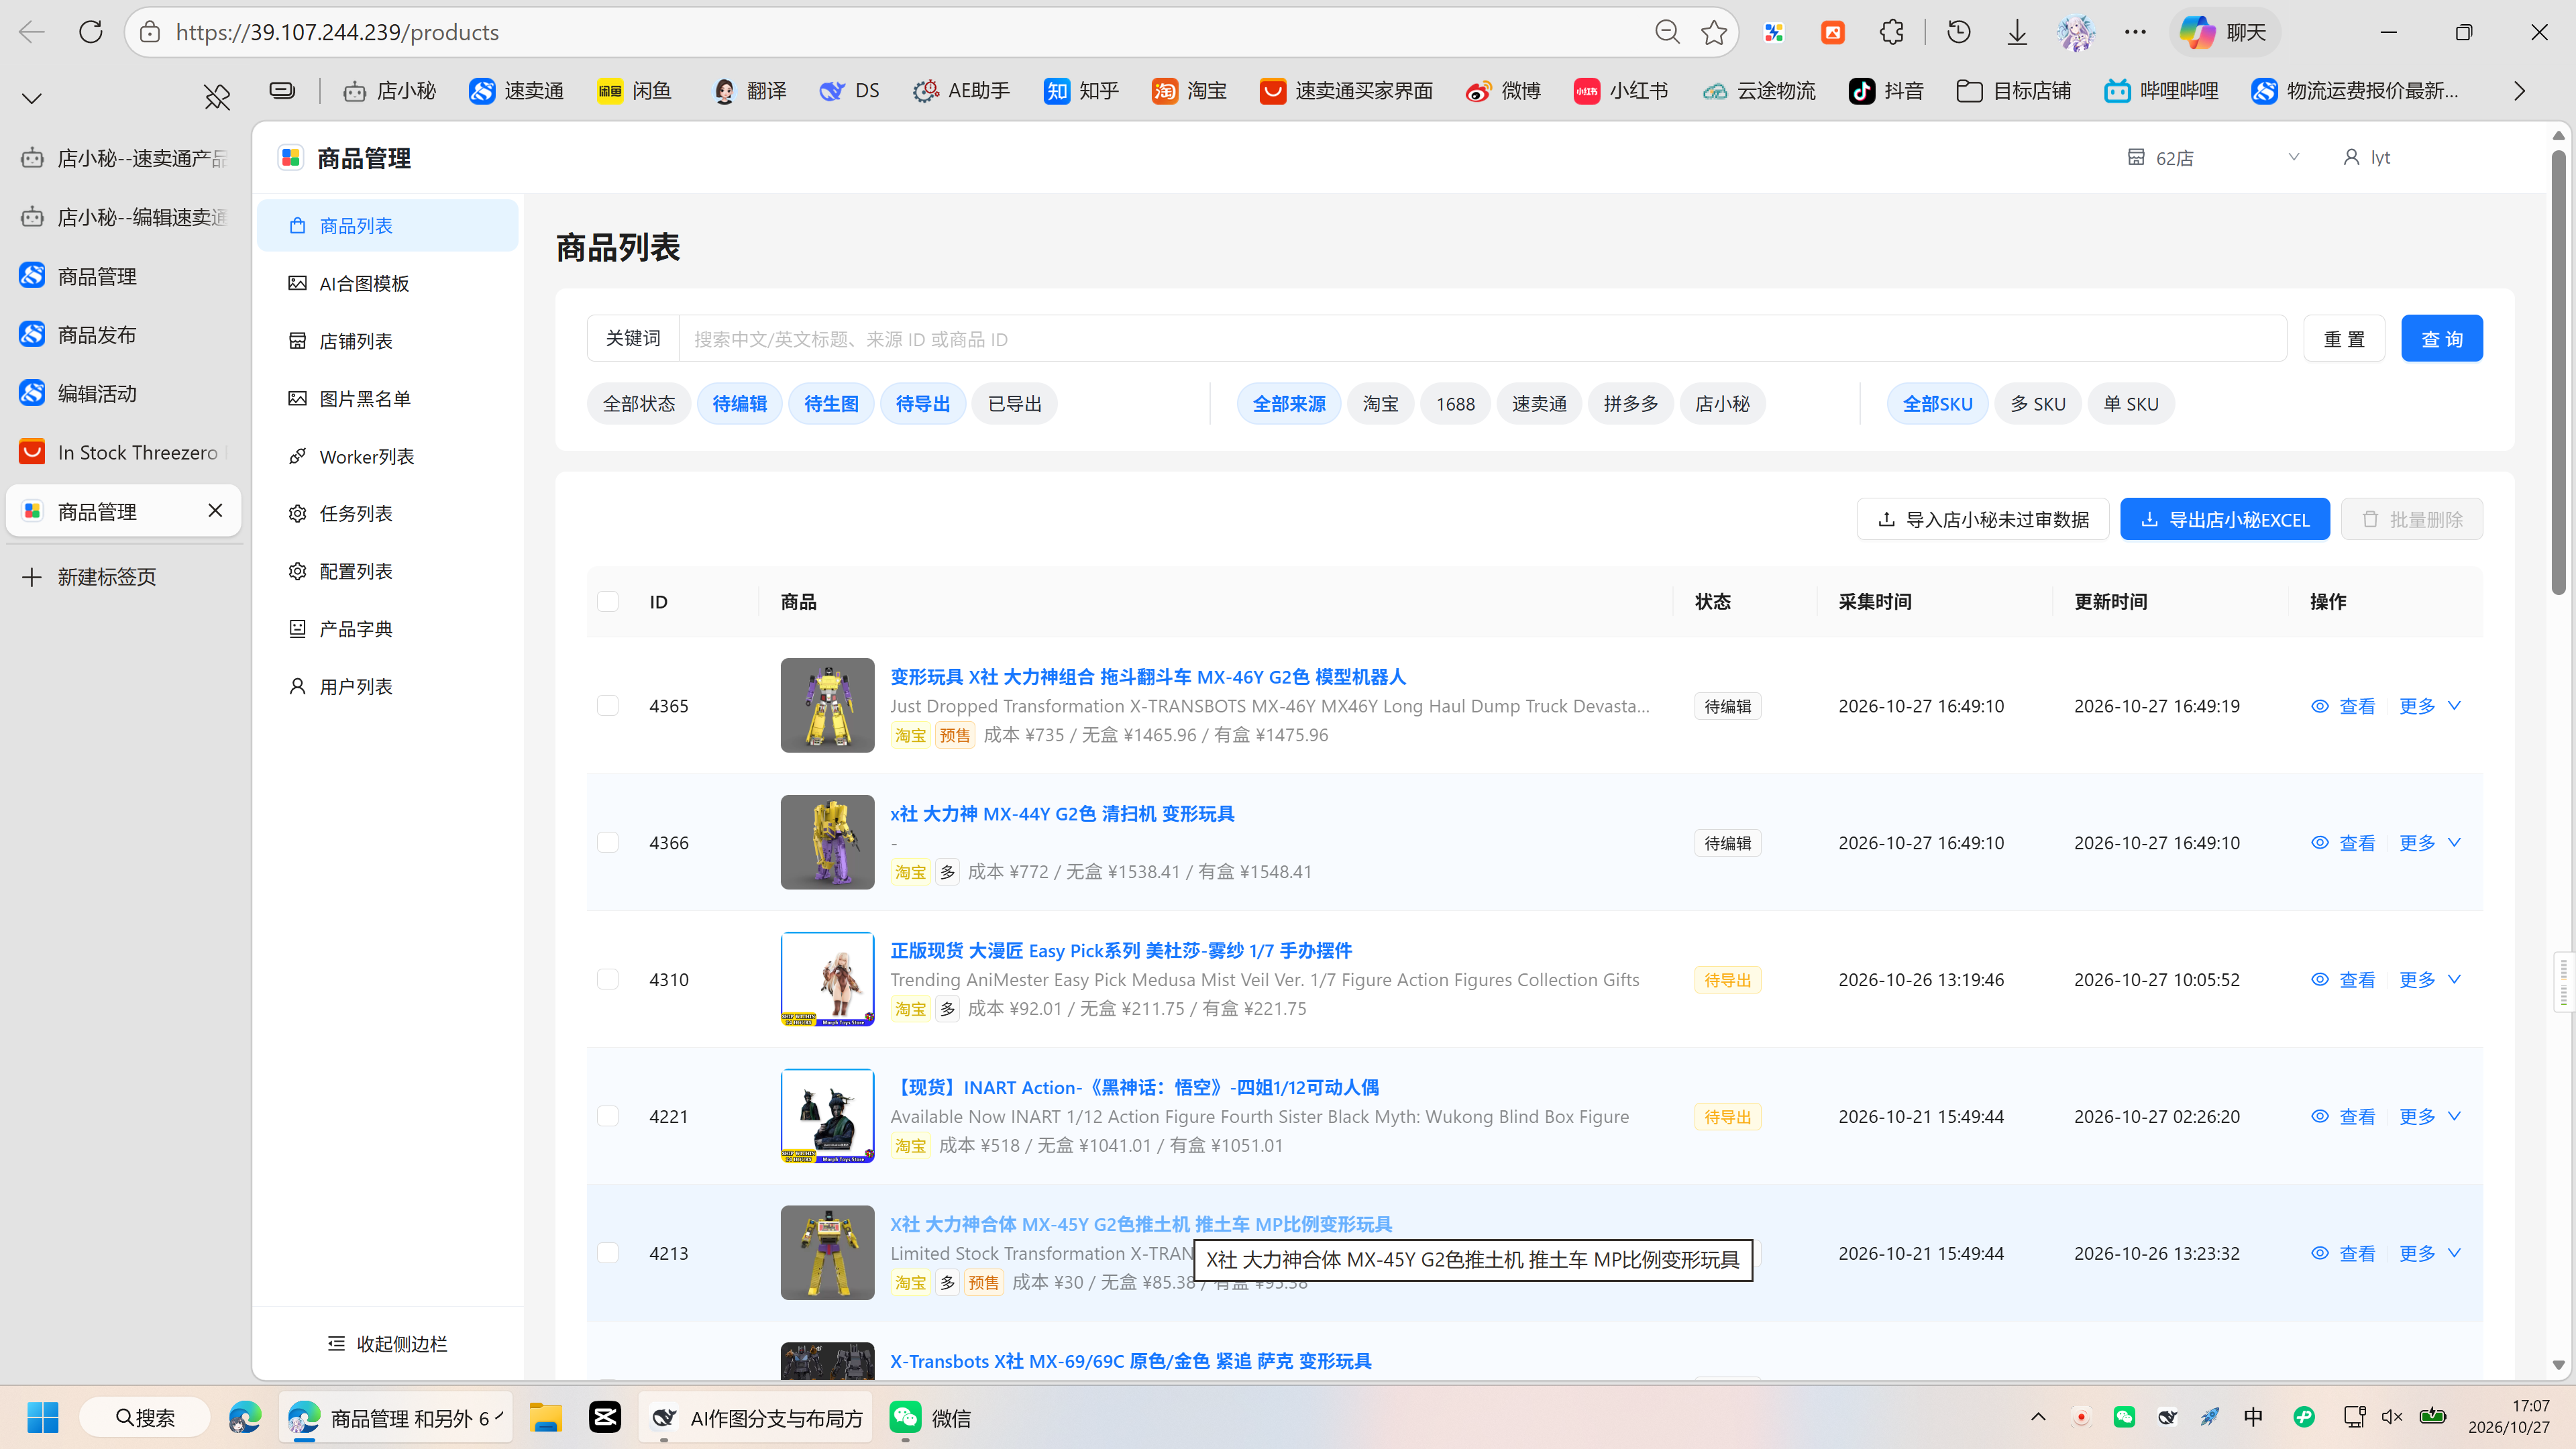 https://39.107.244.239/products
聊天
店小秘
速卖通
闲鱼
翻译
DS
AE助手
知乎
淘宝
速卖通买家界面
微博
小红书
云途物流
抖音
目标店铺
哔哩哔哩
物流运费报价最新...
店小秘--速卖通产品
店小秘--编辑速卖通
商品管理
商品发布
编辑活动
In Stock Threezero
商品管理
新建标签页
商品管理
62店
lyt
商品列表
AI合图模板
店铺列表
图片黑名单
Worker列表
任务列表
配置列表
产品字典
用户列表
收起侧边栏
商品列表
关键词
搜索中文/英文标题、来源 ID 或商品 ID
重 置
查 询
全部状态
待编辑
待生图
待导出
已导出
全部来源
淘宝
1688
速卖通
拼多多
店小秘
全部SKU
多 SKU
单 SKU
导入店小秘未过审数据
导出店小秘EXCEL
批量删除
ID
商品
状态
采集时间
更新时间
操作
变形玩具 X社 大力神组合 拖斗翻斗车 MX-46Y G2色 模型机器人
Just Dropped Transformation X-TRANSBOTS MX-46Y MX46Y Long Haul Dump Truck Devasta...
淘宝 预售 成本 ¥735 / 无盒 ¥1465.96 / 有盒 ¥1475.96
4365
待编辑
2026-10-27 16:49:10
2026-10-27 16:49:19
查看
更多
x社 大力神 MX-44Y G2色 清扫机 变形玩具
-
淘宝 多 成本 ¥772 / 无盒 ¥1538.41 / 有盒 ¥1548.41
4366
待编辑
2026-10-27 16:49:10
2026-10-27 16:49:10
查看
更多
正版现货 大漫匠 Easy Pick系列 美杜莎-雾纱 1/7 手办摆件
Trending AniMester Easy Pick Medusa Mist Veil Ver. 1/7 Figure Action Figures Collection Gifts
淘宝 多 成本 ¥92.01 / 无盒 ¥211.75 / 有盒 ¥221.75
4310
待导出
2026-10-26 13:19:46
2026-10-27 10:05:52
查看
更多
【现货】INART Action-《黑神话：悟空》-四姐1/12可动人偶
Available Now INART 1/12 Action Figure Fourth Sister Black Myth: Wukong Blind Box Figure
淘宝 成本 ¥518 / 无盒 ¥1041.01 / 有盒 ¥1051.01
4221
待导出
2026-10-21 15:49:44
2026-10-27 02:26:20
查看
更多
X社 大力神合体 MX-45Y G2色推土机 推土车 MP比例变形玩具
Limited Stock Transformation X-TRAN
X社 大力神合体 MX-45Y G2色推土机 推土车 MP比例变形玩具
淘宝 多 预售 成本 ¥30 / 无盒 ¥85.38 / 有盒 ¥95.38
4213
2026-10-21 15:49:44
2026-10-26 13:23:32
查看
更多
X-Transbots X社 MX-69/69C 原色/金色 紧追 萨克 变形玩具
搜索
商品管理 和另外 6
AI作图分支与布局方
微信
中
17:07
2026/10/27